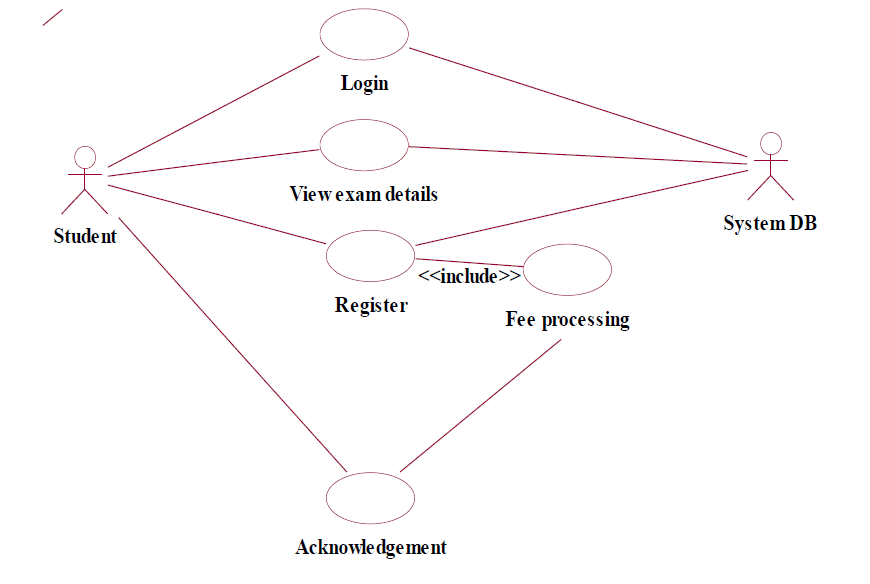 Login
View exam details
Student
System DB
<<include>>
Register
Fee processing
Acknowledgement